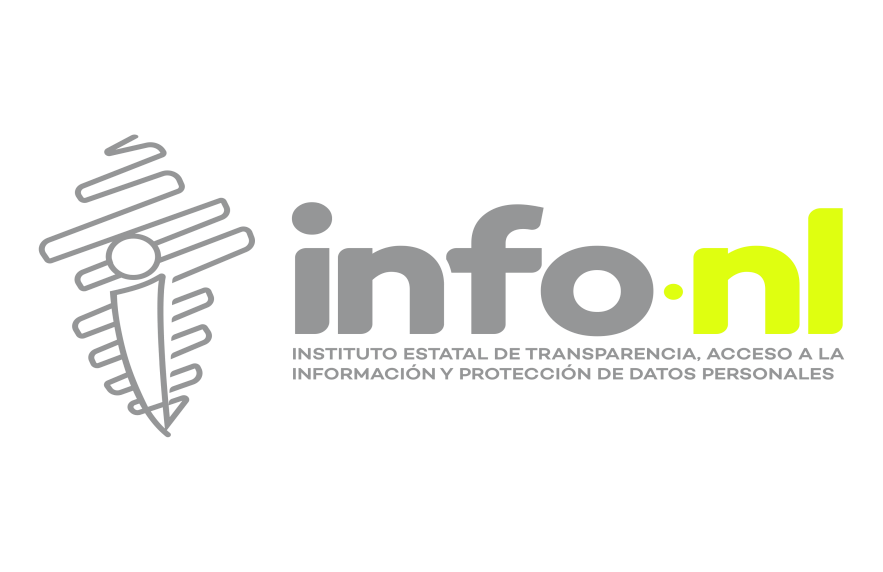 info·nl
INSTITUTO ESTATAL DE TRANSPARENCIA, ACCESO A LA
INFORMACIÓN Y PROTECCIÓN DE DATOS PERSONALES